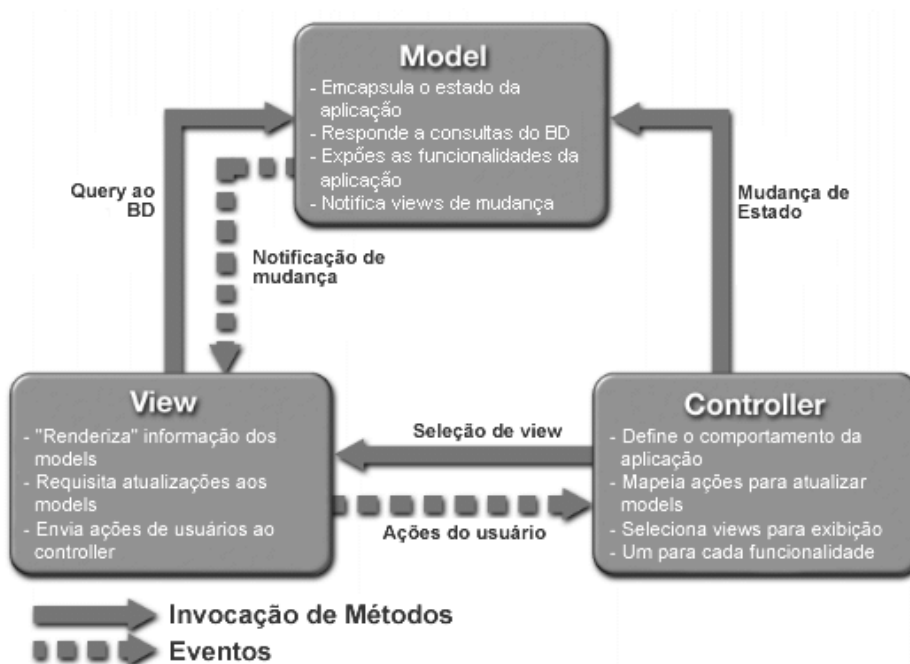 Model
- Emcapsula o estado da
aplicação
- Responde a consultas do BD
- Expões as funcionalidades da
aplicação
- Notifica views de mudança
Query ao
BD
Notificação de
mudança
Mudança de
Estado
View
- "Renderiza" informação dos
models
- Requisita atualizações aos
models
- Envia ações de usuários ao
controller
Seleção de view
Ações do usuário
Controller
- Define o comportamento da
aplicação
- Mapeia ações para atualizar
models
- Seleciona views para exibição
- Um para cada funcionalidade
Invocação de Métodos
Eventos